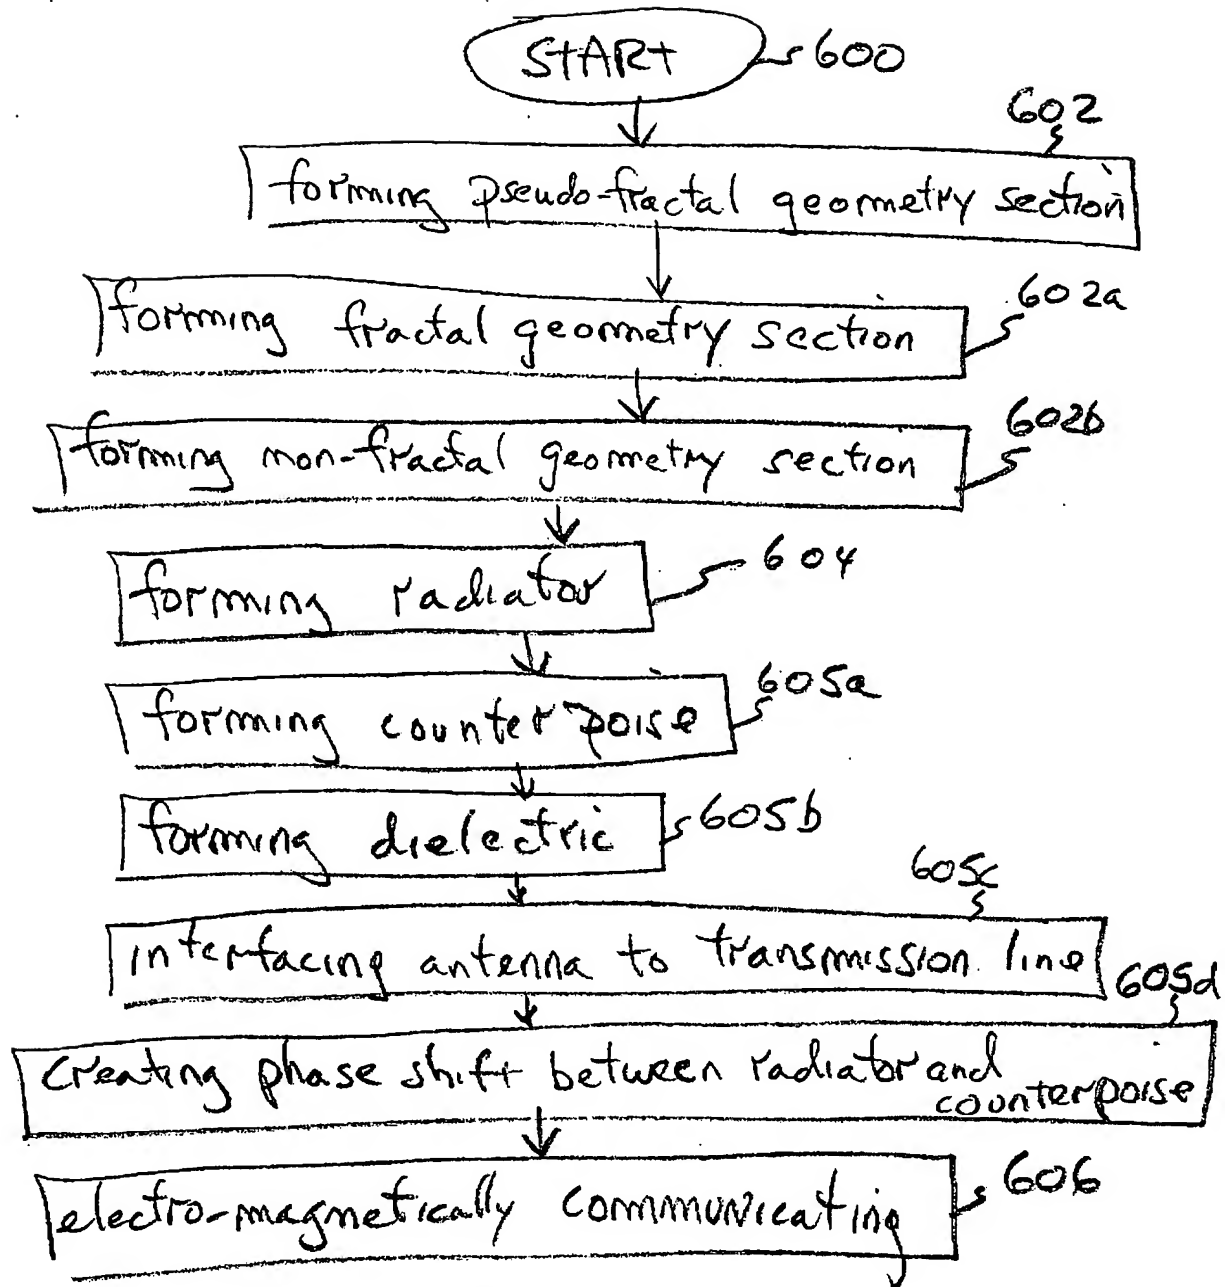 START 600
602
forming pseudo-fractal geometry section
602a
forming fractal geometry section
602b
forming non-fractal geometry section
forming radiator 604
forming counterpoise 605a
forming dielectric 605b
605c
interfacing antenna to transmission line
605d
creating phase shift between radiator and
counterpoise
electro-magnetically communicating 606